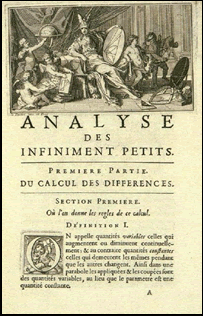 ANALYSE
DES
INFINIMENT PETITS.
PREMIERE PARTIE.
DU CALCUL DES DIFFERENCES.
SECTION PREMIERE.
Où l'on donne les regles de ce calcul.
DÉFINITION I.
ON appelle quantités variables celles qui
augmentent ou diminuent continuelle-
ment; & au contraire quantités constantes
celles qui demeurent les mêmes pendant
que les autres changent. Ainsi dans une
parabole les appliquées & les coupées sont
des quantités variables, au lieu que le parametre est une
quantité constante.
A